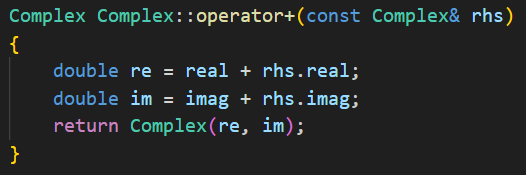 Complex Complex::operator+(const Complex& rhs)
{
    double re = real + rhs.real;
    double im = imag + rhs.imag;
    return Complex(re, im);
}